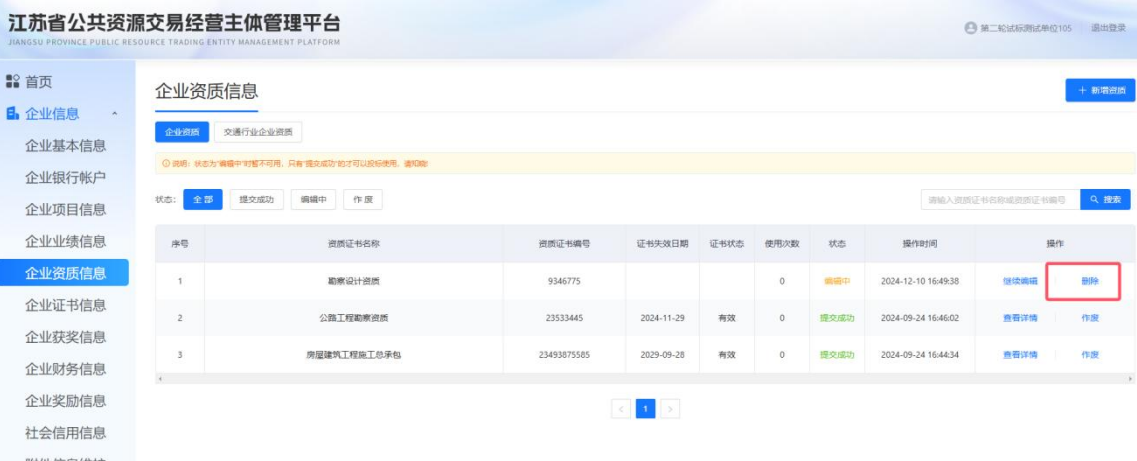 江苏省公共资源交易经营主体管理平台
JIANGSU PROVINCE PUBLIC RESOURCE TRADING ENTITY MANAGEMENT PLATFORM
第二轮试标测试单位105 退出登录
首页
企业信息
企业基本信息
企业银行帐户
企业项目信息
企业业绩信息
企业资质信息
企业证书信息
企业获奖信息
企业财务信息
企业奖励信息
社会信用信息
附件信息维护
企业资质信息
+ 新增资质
企业资质 交通行业企业资质
说明：状态为"编辑中"时暂不可用，只有"提交成功"的才可以投标使用，请知晓!
状态： 全部 提交成功 编辑中 作废 请输入资质证书名称或资质证书编号 搜索
序号 资质证书名称 资质证书编号 证书失效日期 证书状态 使用次数 状态 操作时间 操作
1 勘察设计资质 9346775 0 编辑中 2024-12-10 16:49:38 继续编辑 删除
2 公路工程勘察资质 23533445 2024-11-29 有效 0 提交成功 2024-09-24 16:46:02 查看详情 作废
3 房屋建筑工程施工总承包 23493875585 2029-09-28 有效 0 提交成功 2024-09-24 16:44:34 查看详情 作废
< 1 >